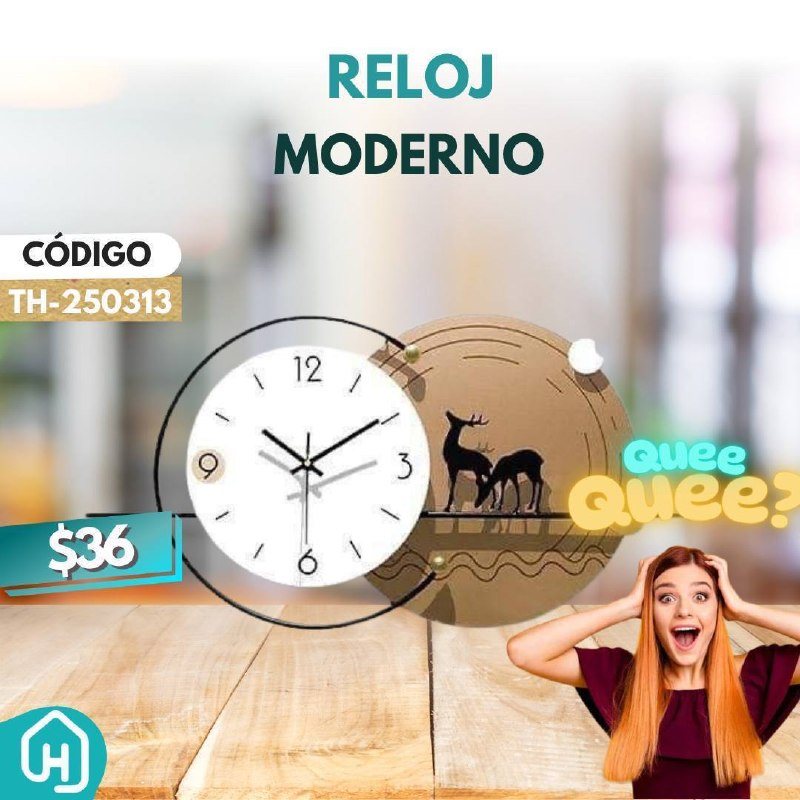 RELOJ
MODERNO
CÓDIGO
TH-250313
12
9
3
6
$36
Quee
Quee?
H